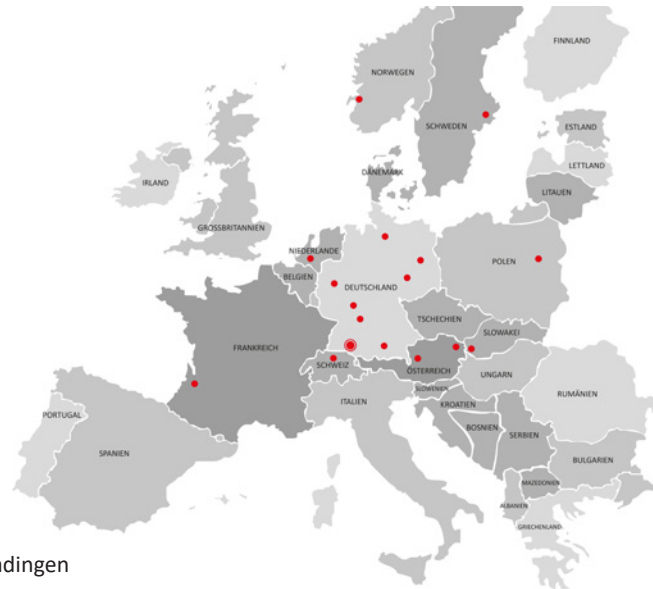 FINNLAND
NORWEGEN
SCHWEDEN
ESTLAND
LETTLAND
LITAUEN
DÄNEMARK
IRLAND
GROSSBRITANNIEN
NIEDERLANDE
BELGIEN
DEUTSCHLAND
POLEN
TSCHECHIEN
SLOWAKEI
FRANKREICH
SCHWEIZ
ÖSTERREICH
UNGARN
SLOWENIEN
RUMÄNIEN
KROATIEN
ITALIEN
BOSNIEN
SERBIEN
PORTUGAL
SPANIEN
BULGARIEN
MAZEDONIEN
ALBANIEN
GRIECHENLAND
ndingen